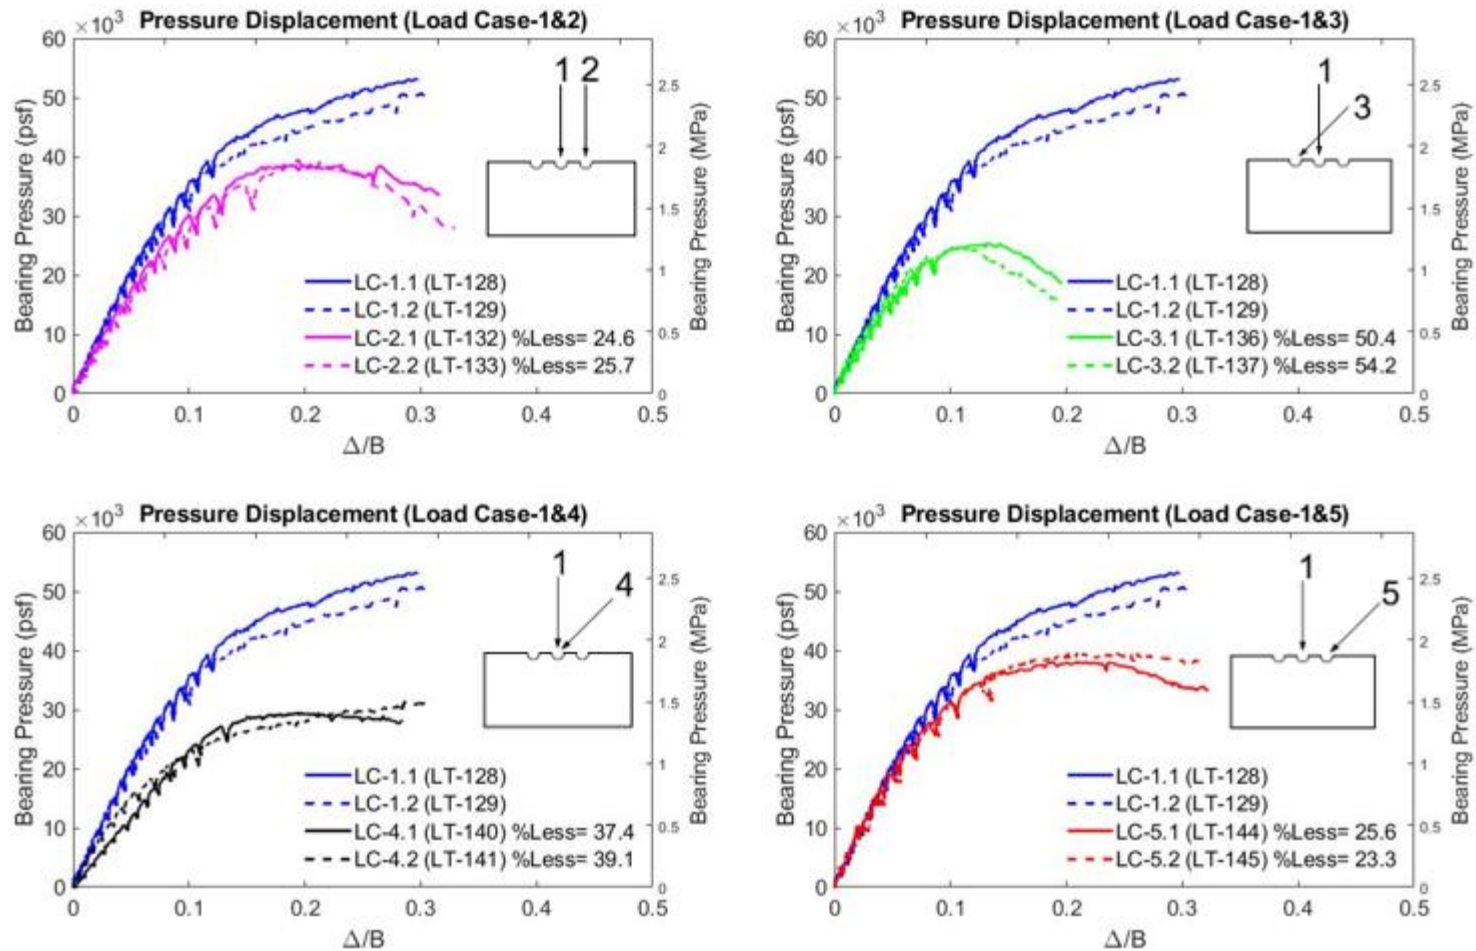 Pressure Displacement (Load Case-1&2)
×10³
60
50
40
30
20
10
0
Bearing Pressure (psf)
2.5
2
1.5
1
0.5
0
Bearing Pressure (MPa)
1 2
LC-1.1 (LT-128)
LC-1.2 (LT-129)
LC-2.1 (LT-132) %Less= 24.6
LC-2.2 (LT-133) %Less= 25.7
0 0.1 0.2 0.3 0.4 0.5
Δ/B
Pressure Displacement (Load Case-1&3)
×10³
60
50
40
30
20
10
0
Bearing Pressure (psf)
2.5
2
1.5
1
0.5
0
Bearing Pressure (MPa)
1
3
LC-1.1 (LT-128)
LC-1.2 (LT-129)
LC-3.1 (LT-136) %Less= 50.4
LC-3.2 (LT-137) %Less= 54.2
0 0.1 0.2 0.3 0.4 0.5
Δ/B
Pressure Displacement (Load Case-1&4)
×10³
60
50
40
30
20
10
0
Bearing Pressure (psf)
2.5
2
1.5
1
0.5
0
Bearing Pressure (MPa)
1
4
LC-1.1 (LT-128)
LC-1.2 (LT-129)
LC-4.1 (LT-140) %Less= 37.4
LC-4.2 (LT-141) %Less= 39.1
0 0.1 0.2 0.3 0.4 0.5
Δ/B
Pressure Displacement (Load Case-1&5)
×10³
60
50
40
30
20
10
0
Bearing Pressure (psf)
2.5
2
1.5
1
0.5
0
Bearing Pressure (MPa)
1
5
LC-1.1 (LT-128)
LC-1.2 (LT-129)
LC-5.1 (LT-144) %Less= 25.6
LC-5.2 (LT-145) %Less= 23.3
0 0.1 0.2 0.3 0.4 0.5
Δ/B